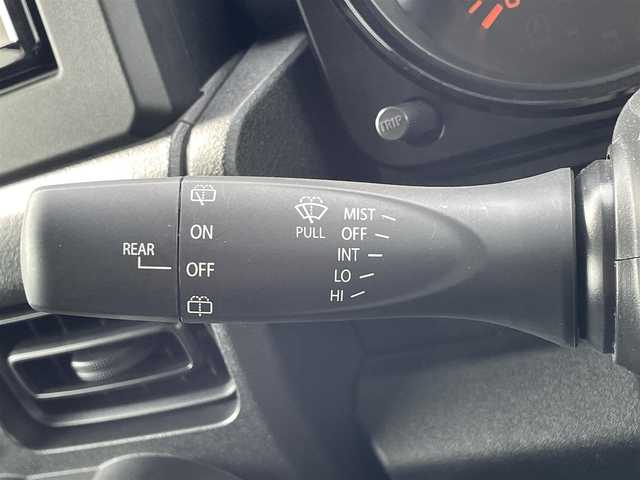 TRIP
MIST
OFF
INT
LO
HI
PULL
ON
OFF
REAR